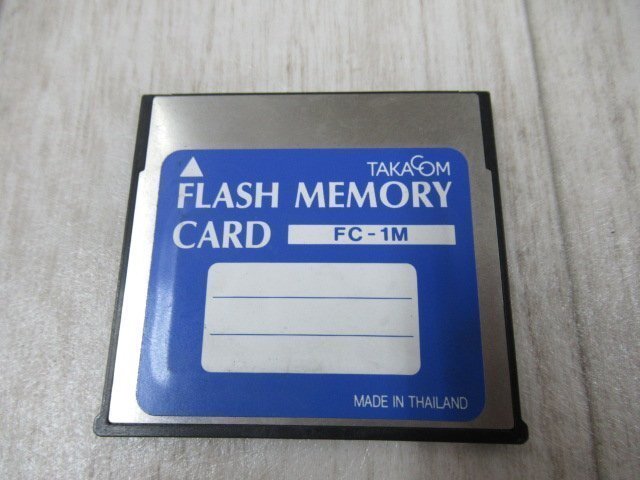 TAKACOM
FLASH MEMORY
CARD FC-1M
MADE IN THAILAND